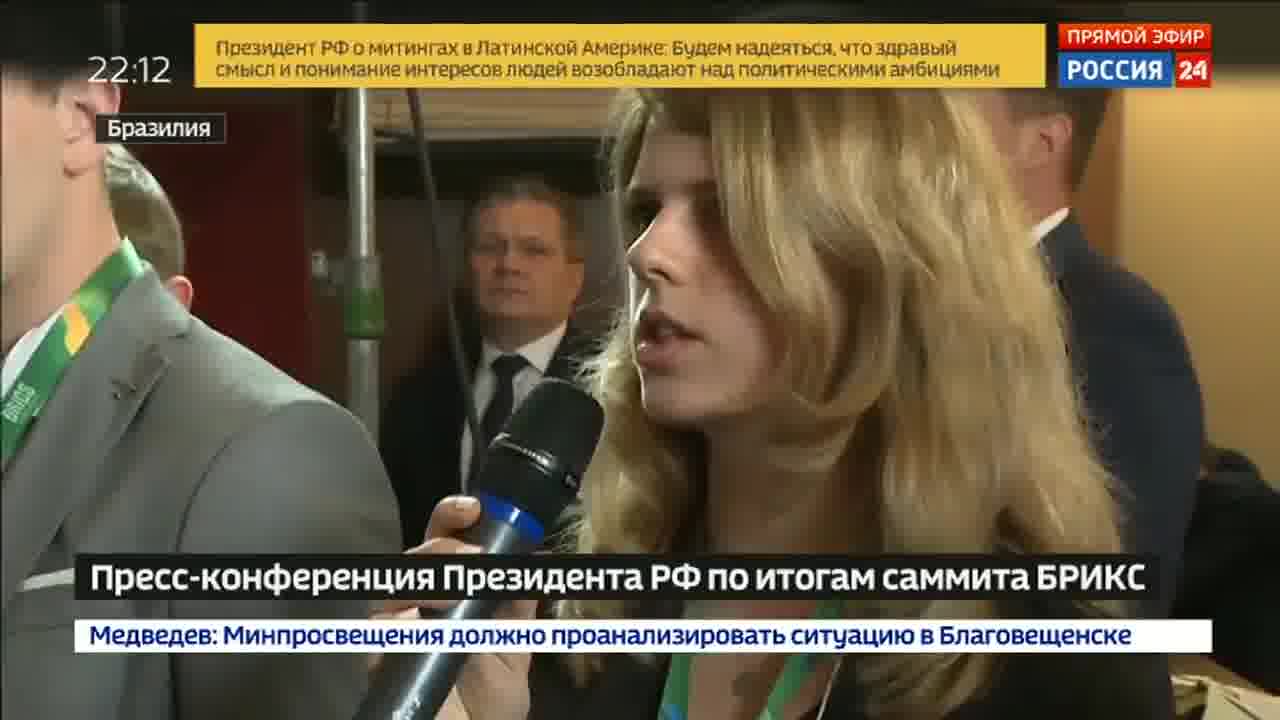 22:12
Президент РФ о митингах в Латинской Америке: Будем надеяться, что здравый
смысл и понимание интересов людей возобладают над политическими амбициями
ПРЯМОЙ ЭФИР
РОССИЯ 24
Бразилия
BRICS
Пресс-конференция Президента РФ по итогам саммита БРИКС
Медведев: Минпросвещения должно проанализировать ситуацию в Благовещенске